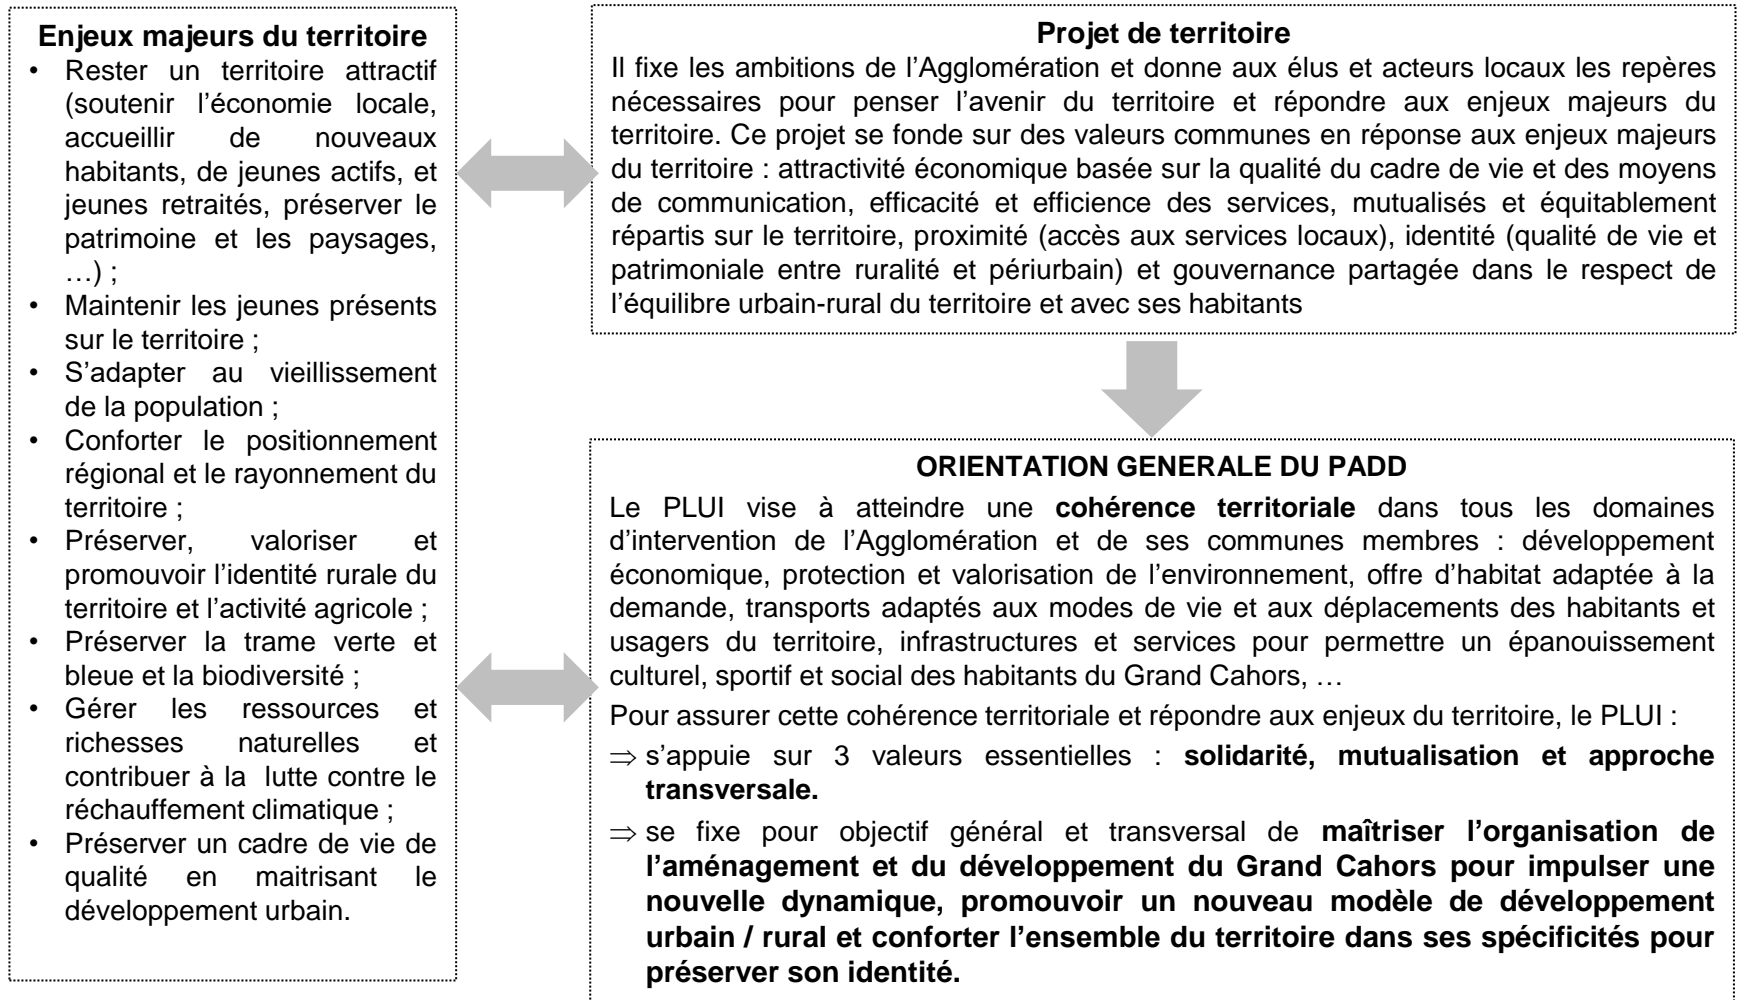 Enjeux majeurs du territoire
• Rester un territoire attractif
(soutenir l'économie locale,
accueillir de nouveaux
habitants, de jeunes actifs, et
jeunes retraités, préserver le
patrimoine et les paysages,
…) ;
• Maintenir les jeunes présents
sur le territoire ;
• S'adapter au vieillissement
de la population ;
• Conforter le positionnement
régional et le rayonnement du
territoire ;
• Préserver, valoriser et
promouvoir l'identité rurale du
territoire et l'activité agricole ;
• Préserver la trame verte et
bleue et la biodiversité ;
• Gérer les ressources et
richesses naturelles et
contribuer à la lutte contre le
réchauffement climatique ;
• Préserver un cadre de vie de
qualité en maitrisant le
développement urbain.
Projet de territoire
Il fixe les ambitions de l'Agglomération et donne aux élus et acteurs locaux les repères
nécessaires pour penser l'avenir du territoire et répondre aux enjeux majeurs du
territoire. Ce projet se fonde sur des valeurs communes en réponse aux enjeux majeurs
du territoire : attractivité économique basée sur la qualité du cadre de vie et des moyens
de communication, efficacité et efficience des services, mutualisés et équitablement
répartis sur le territoire, proximité (accès aux services locaux), identité (qualité de vie et
patrimoniale entre ruralité et périurbain) et gouvernance partagée dans le respect de
l'équilibre urbain-rural du territoire et avec ses habitants
ORIENTATION GENERALE DU PADD
Le PLUI vise à atteindre une cohérence territoriale dans tous les domaines
d'intervention de l'Agglomération et de ses communes membres : développement
économique, protection et valorisation de l'environnement, offre d'habitat adaptée à la
demande, transports adaptés aux modes de vie et aux déplacements des habitants et
usagers du territoire, infrastructures et services pour permettre un épanouissement
culturel, sportif et social des habitants du Grand Cahors, …
Pour assurer cette cohérence territoriale et répondre aux enjeux du territoire, le PLUI :
⇒ s'appuie sur 3 valeurs essentielles : solidarité, mutualisation et approche
transversale.
⇒ se fixe pour objectif général et transversal de maîtriser l'organisation de
l'aménagement et du développement du Grand Cahors pour impulser une
nouvelle dynamique, promouvoir un nouveau modèle de développement
urbain / rural et conforter l'ensemble du territoire dans ses spécificités pour
préserver son identité.